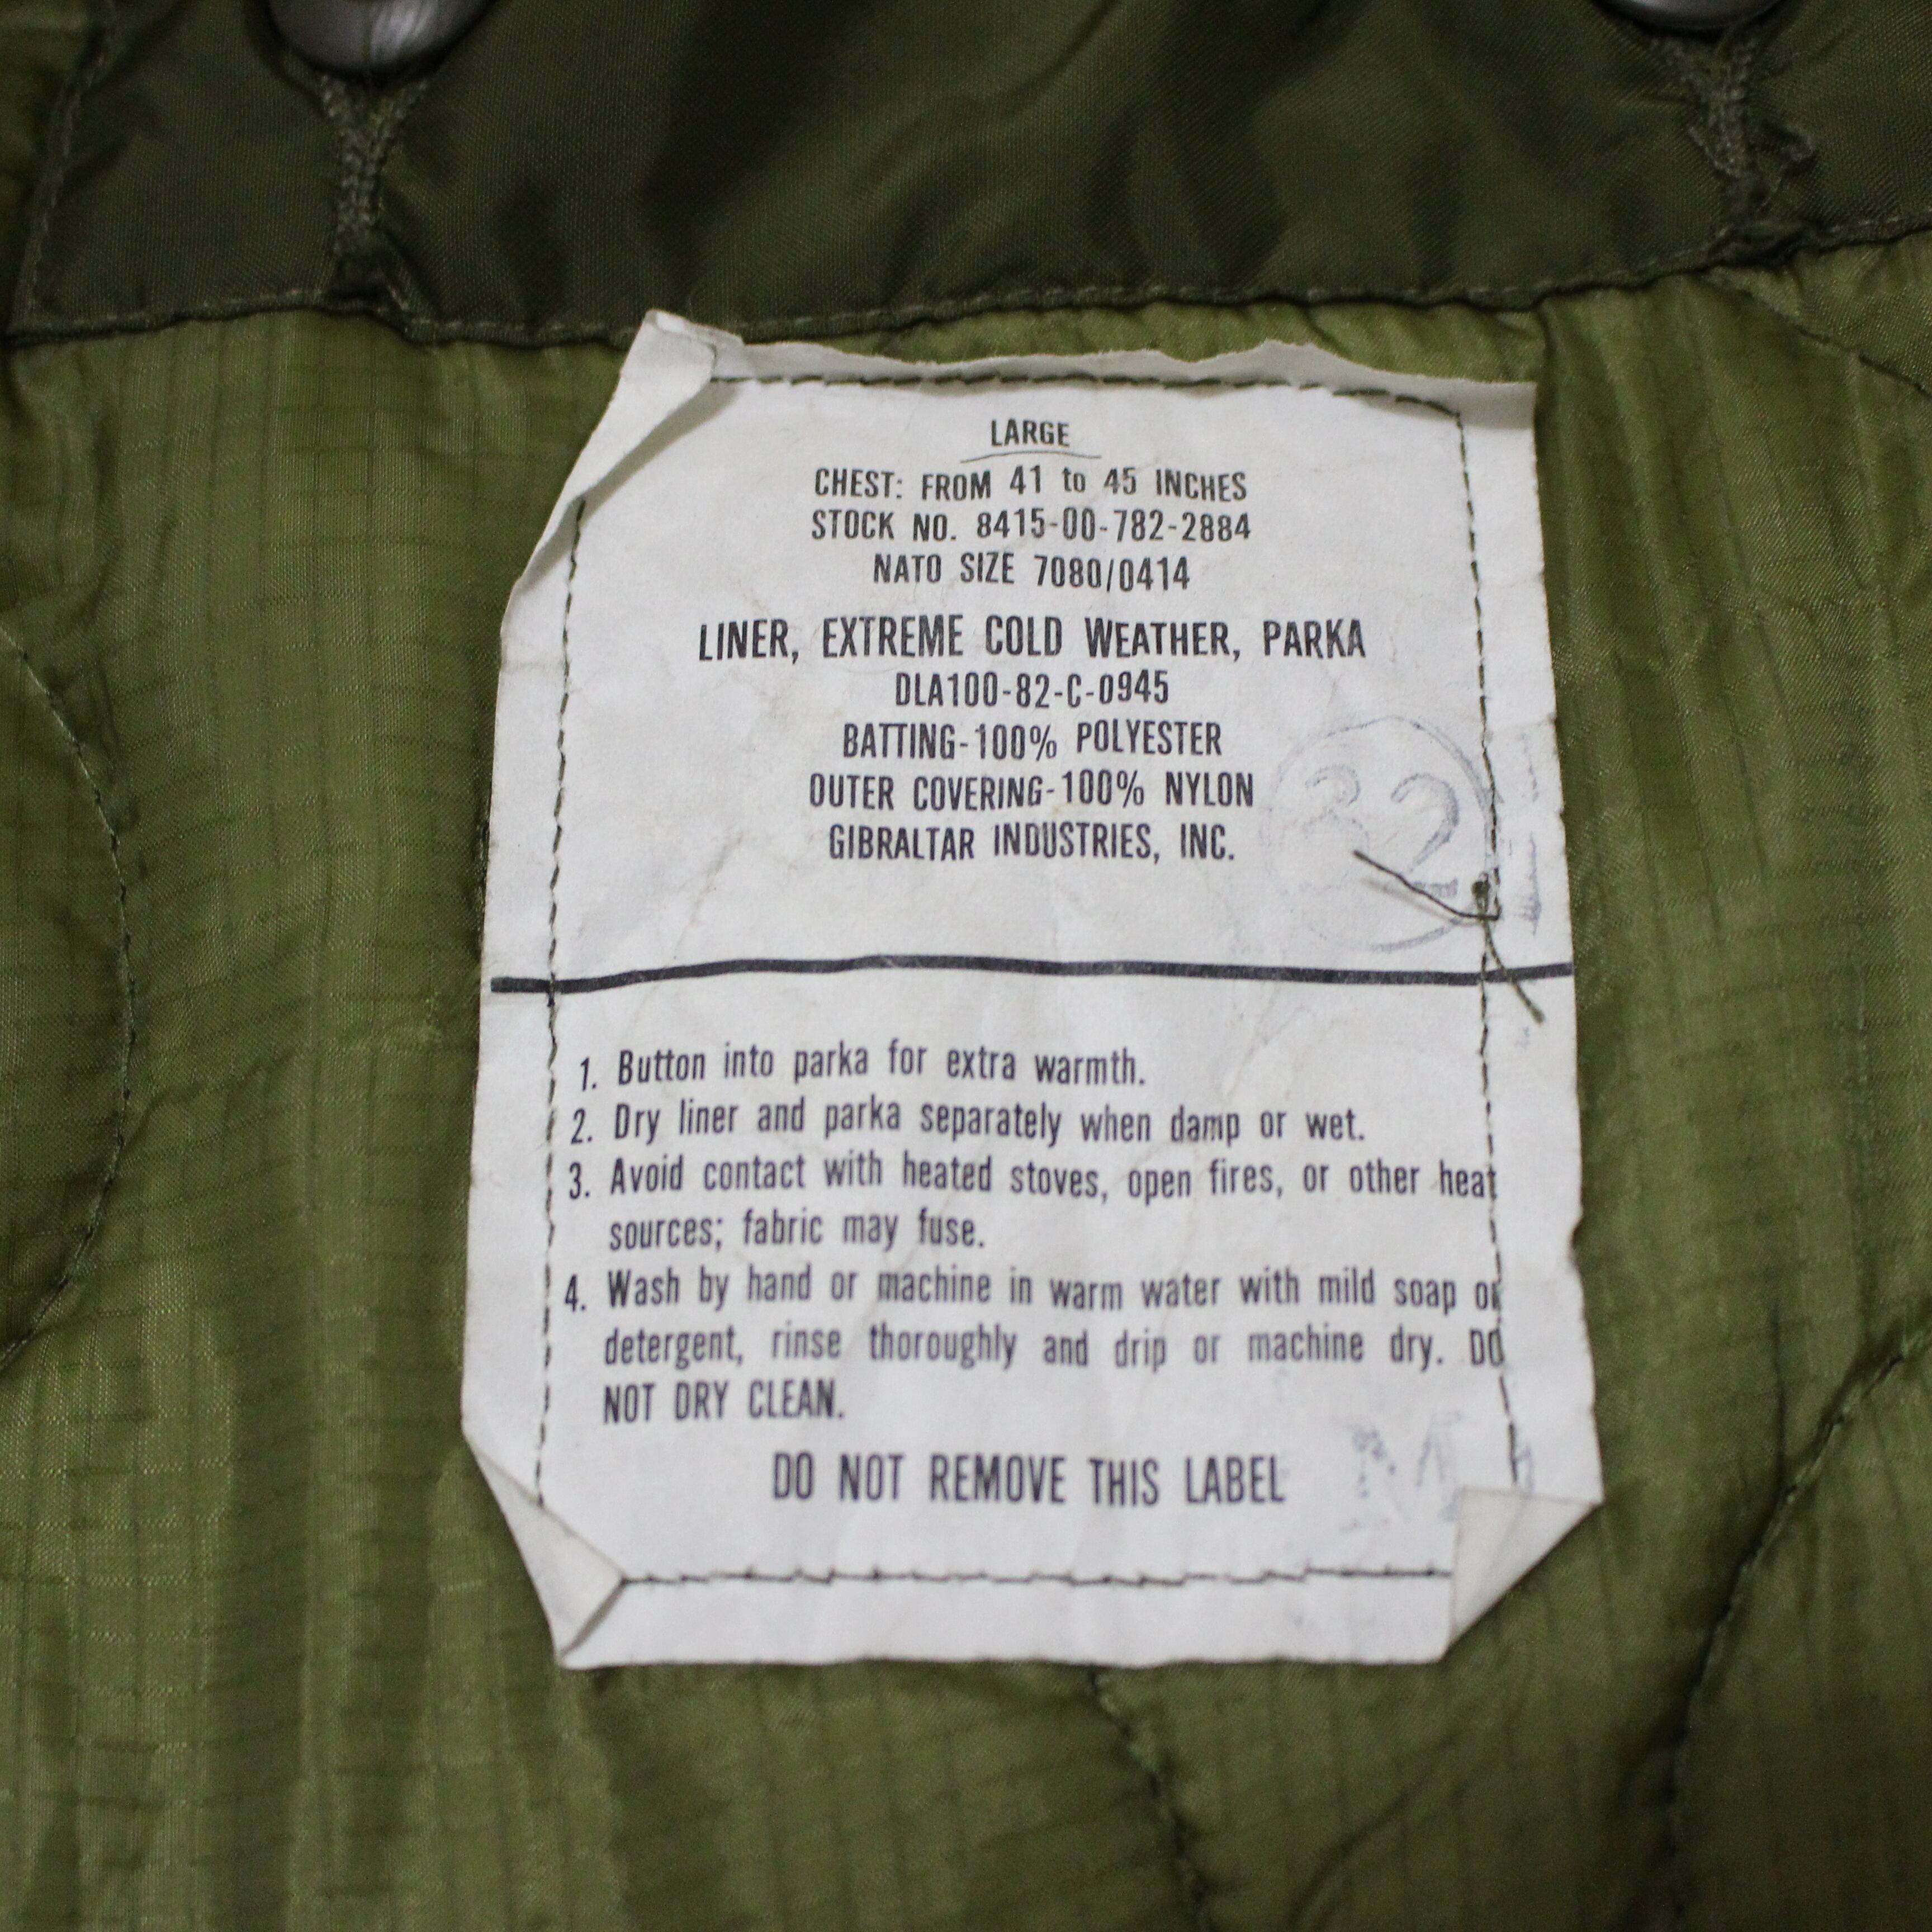 LARGE
CHEST: FROM 41 to 45 INCHES
STOCK NO. 8415-00-782-2884
NATO SIZE 7080/0414
LINER, EXTREME COLD WEATHER, PARKA
DLA100-82-C-0945
BATTING-100% POLYESTER
OUTER COVERING-100% NYLON
GIBRALTAR INDUSTRIES, INC.
32
1. Button into parka for extra warmth.
2. Dry liner and parka separately when damp or wet.
3. Avoid contact with heated stoves, open fires, or other heat
sources; fabric may fuse.
4. Wash by hand or machine in warm water with mild soap or
detergent, rinse thoroughly and drip or machine dry. DO
NOT DRY CLEAN.
DO NOT REMOVE THIS LABEL